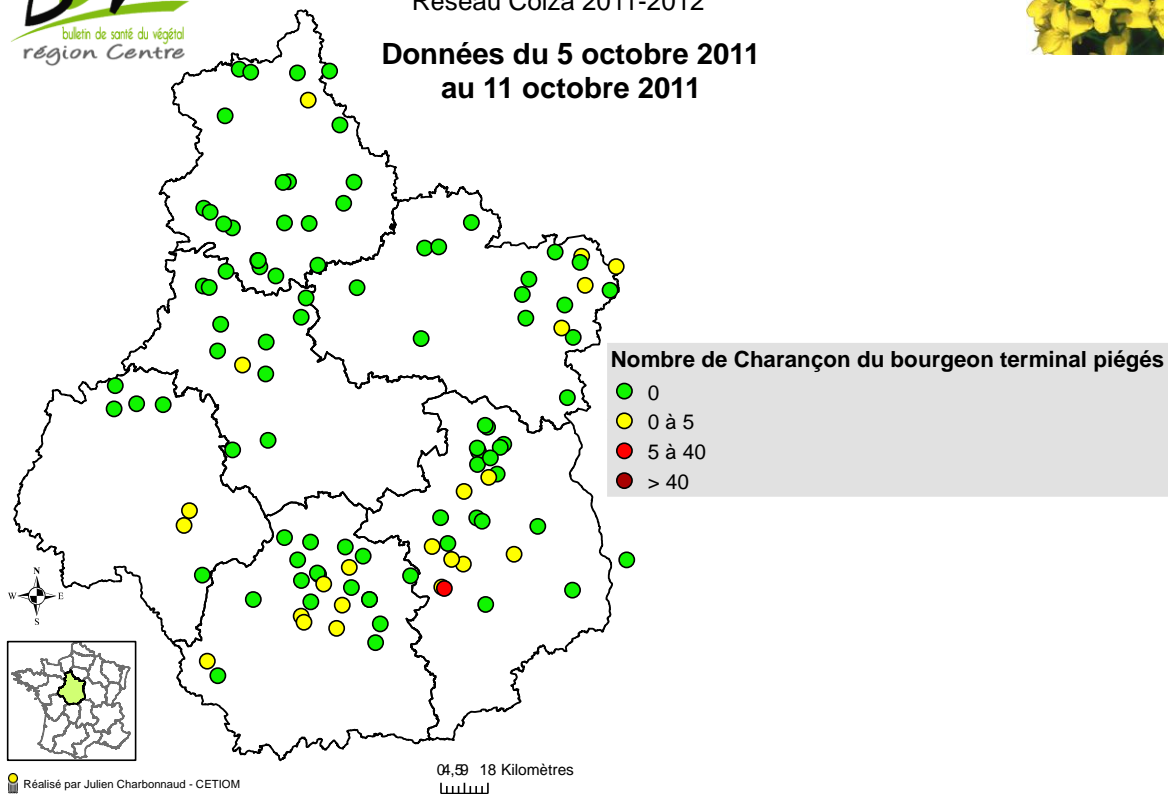 Réseau Colza 2011-2012
bulletin de santé du végétal
région Centre
Données du 5 octobre 2011
au 11 octobre 2011
Nombre de Charançon du bourgeon terminal piégés
0
0 à 5
5 à 40
> 40
N
W E
S
Réalisé par Julien Charbonnaud - CETIOM
18 Kilomètres